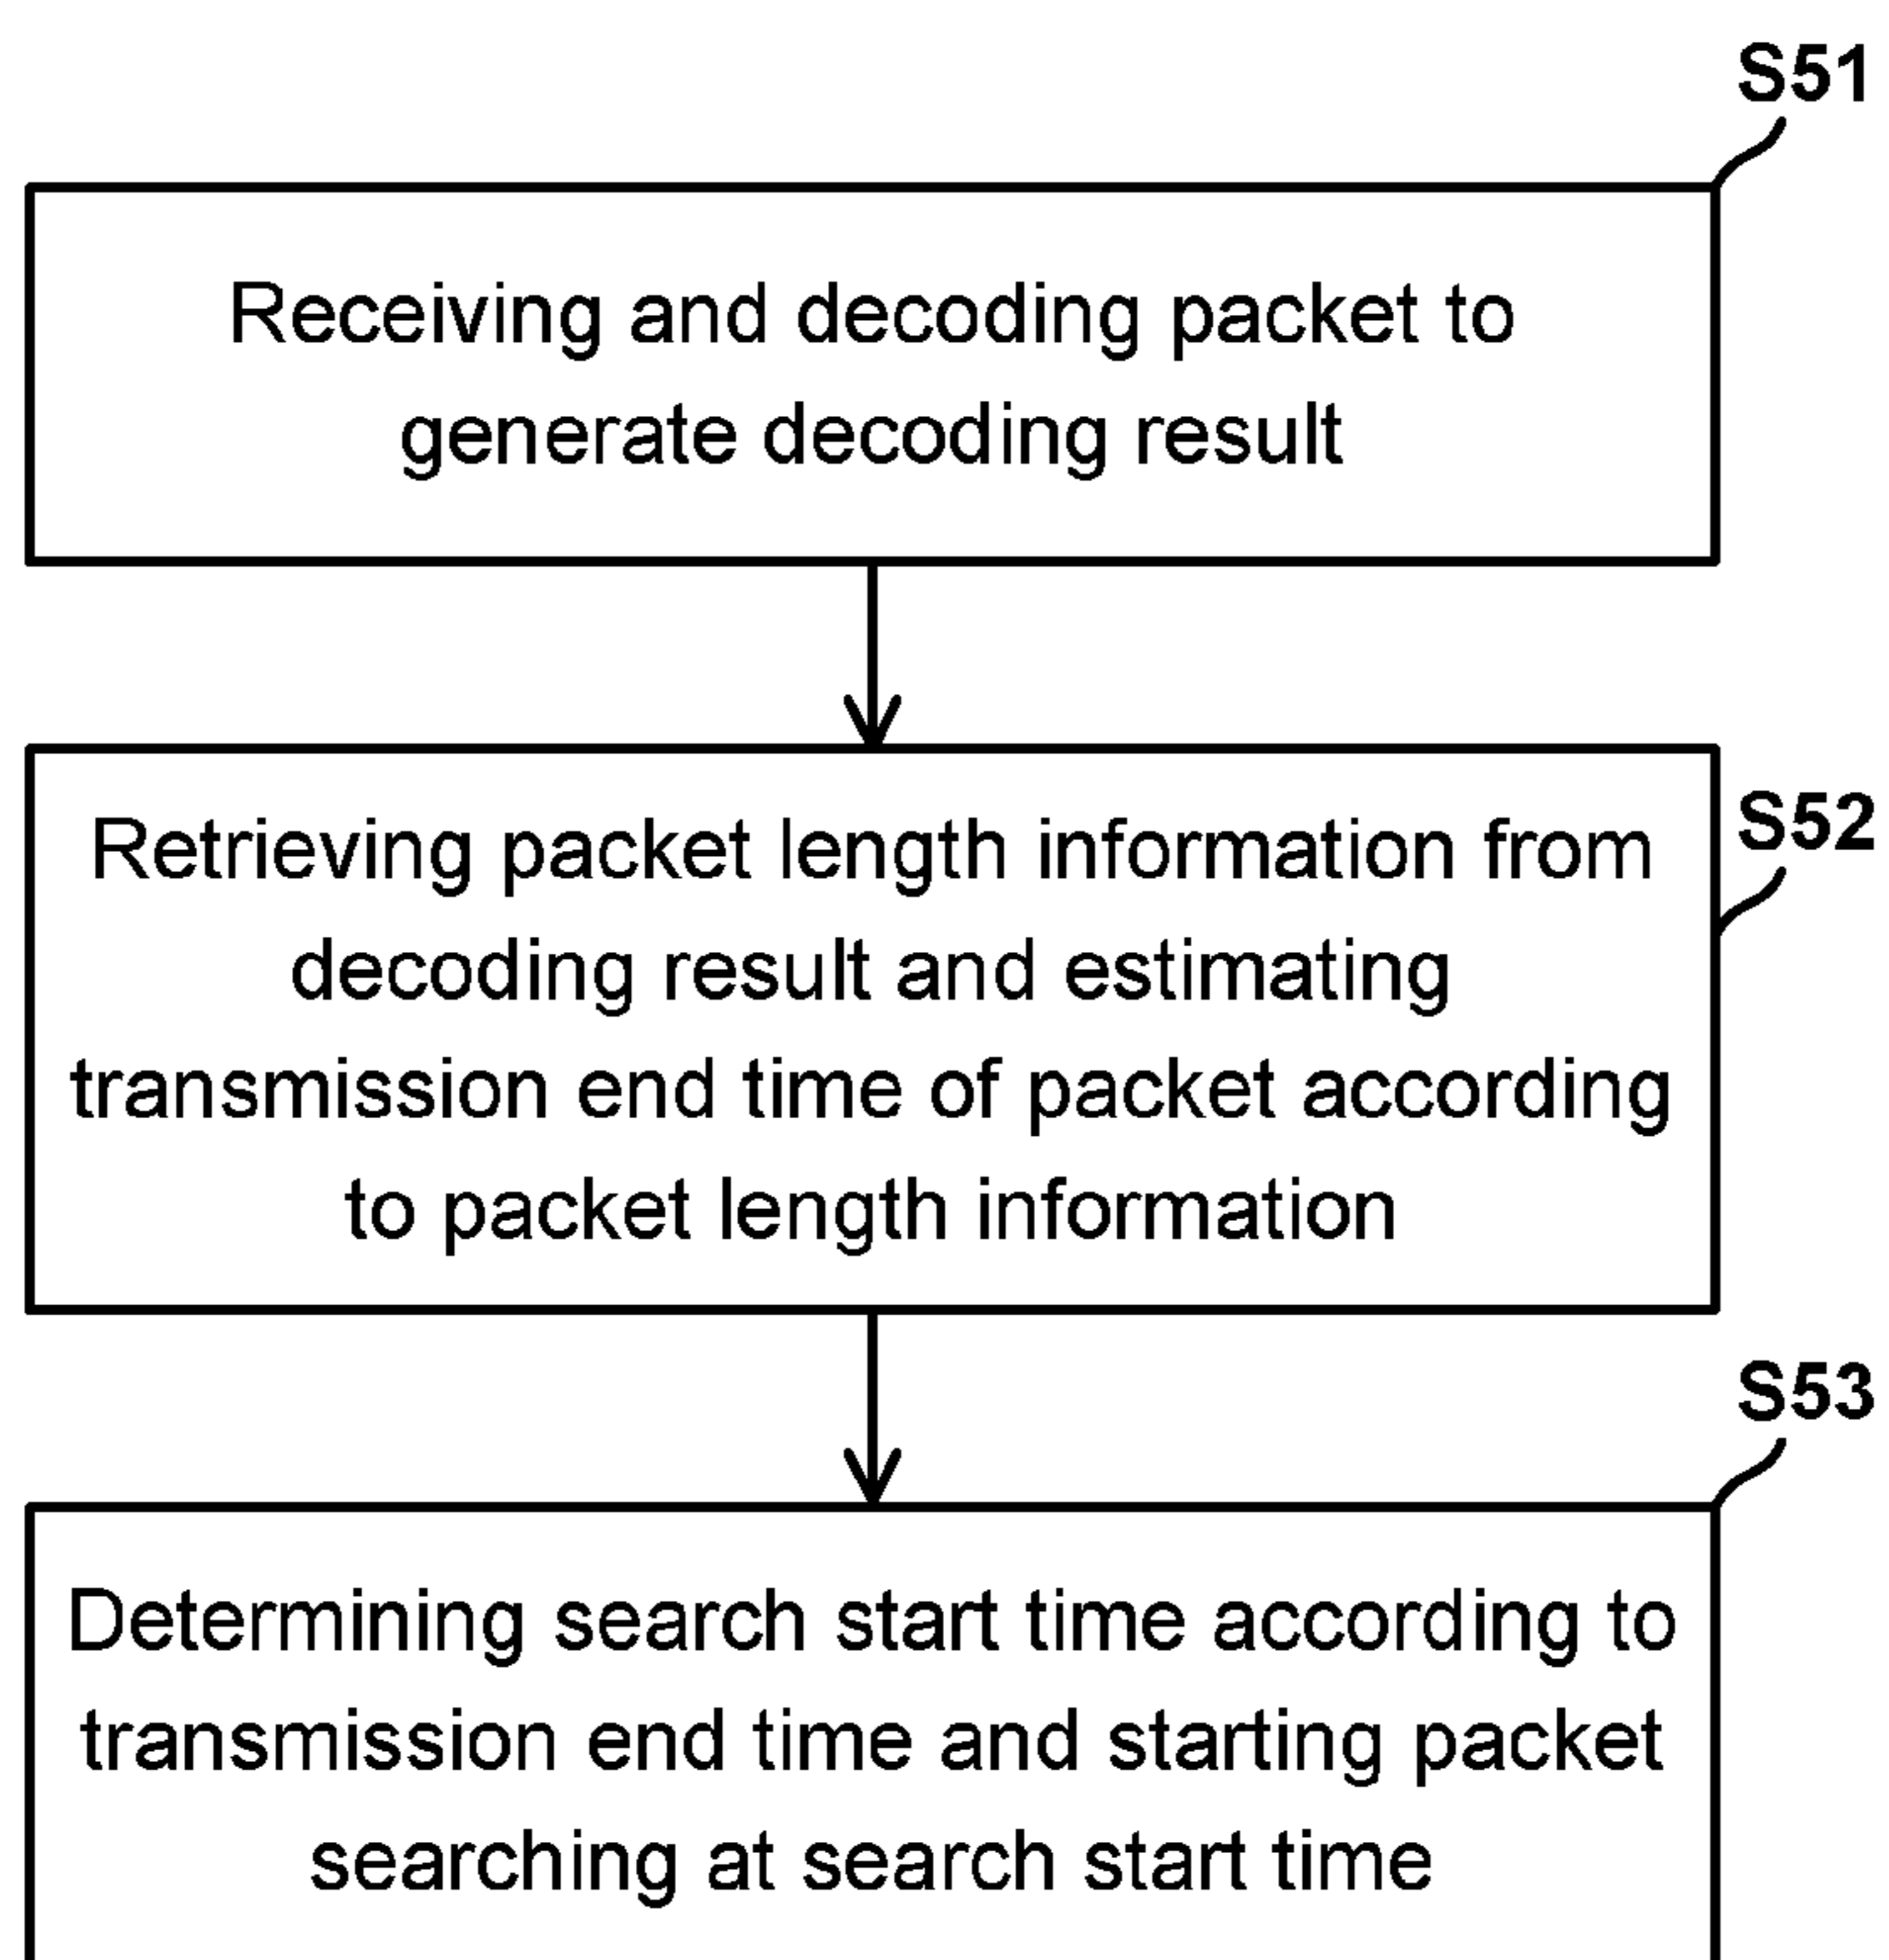 S51
Receiving and decoding packet to
generate decoding result
S52
Retrieving packet length information from
decoding result and estimating
transmission end time of packet according
to packet length information
S53
Determining search start time according to
transmission end time and starting packet
searching at search start time